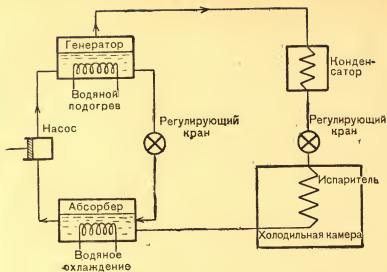 Генератор
Водяной
подогрев
Конден-
сатор
Насос
Регулирующий
кран
Регулирующий
кран
Абсорбер
Водяное
охлаждение
Испаритель
Холодильная камера